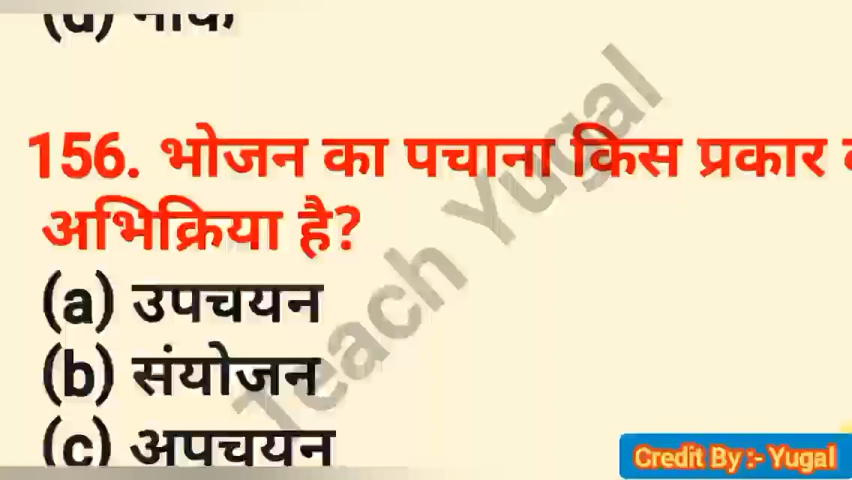 156. भोजन का पचाना किस प्रकार
अभिक्रिया है?
(a) उपचयन
(b) संयोजन
(c) अपचयन
Teach Yugal
Credit By :- Yugal